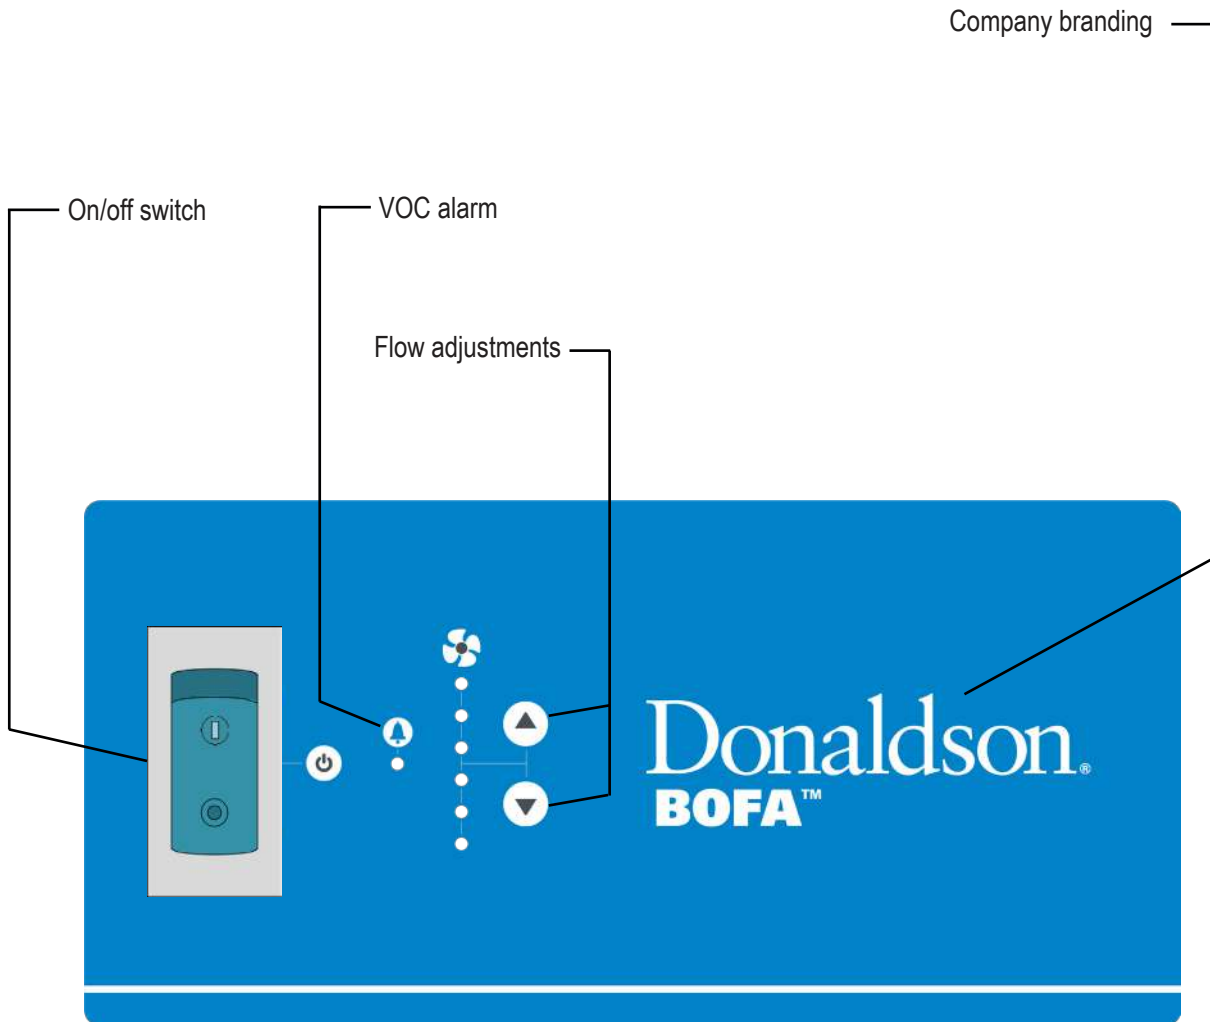 Company branding
On/off switch
VOC alarm
Flow adjustments
Donaldson®
BOFA™